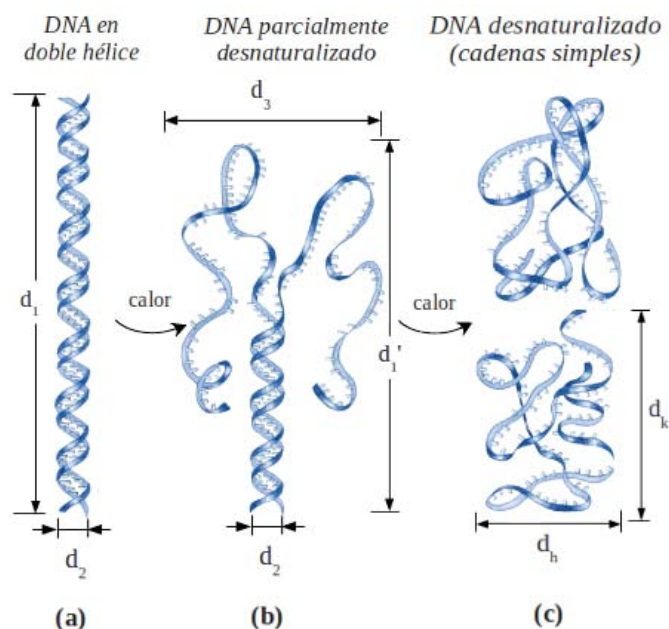 DNA en
doble hélice
DNA parcialmente
desnaturalizado
DNA desnaturalizado
(cadenas simples)
d₃
d₁
calor
d₁'
calor
dₖ
d₂
d₂
dₕ
(a)
(b)
(c)